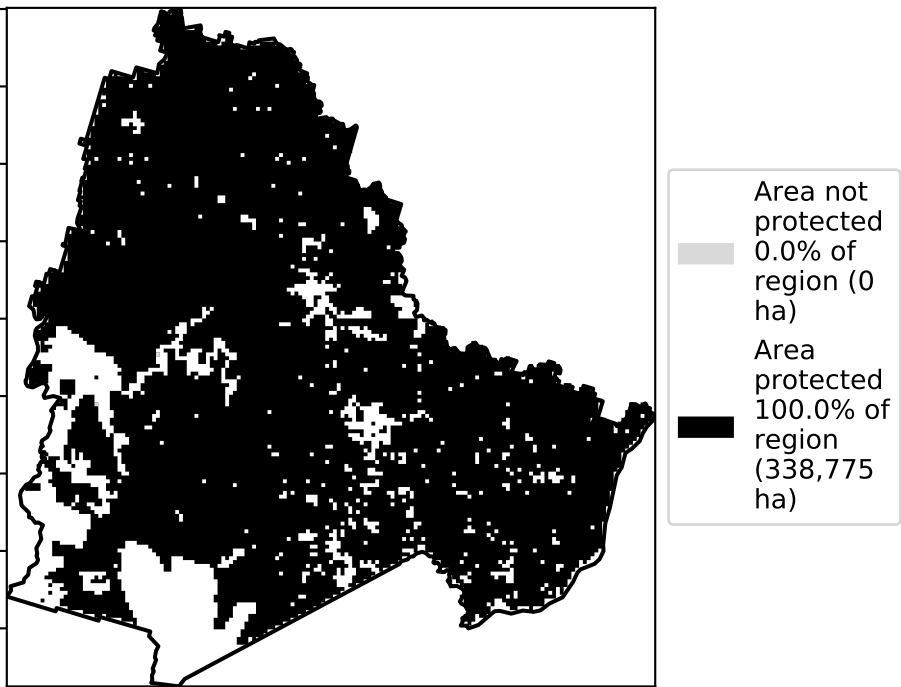 Area not
protected
0.0% of
region (0
ha)
Area
protected
100.0% of
region
(338,775
ha)